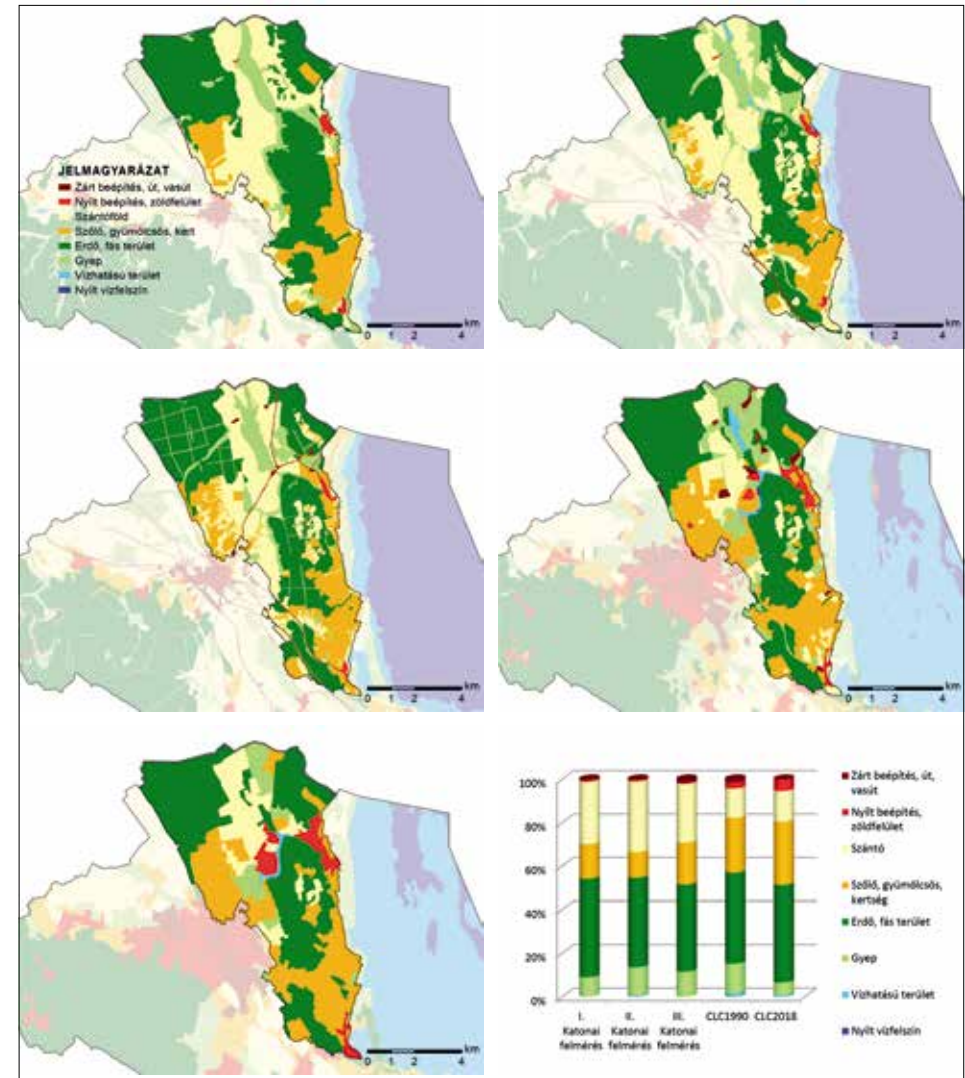 JELMAGYARÁZAT
Zárt beépítés, út, vasút
Nyílt beépítés, zöldfelület
Szántóföld
Szőlő, gyümölcsös, kert
Erdő, fás terület
Gyep
Vízhatású terület
Nyílt vízfelszín
km
0 1 2 4
km
0 1 2 4
km
0 1 2 4
km
0 1 2 4
km
0 1 2 4
100%
80%
60%
40%
20%
0%
I.
Katonai
felmérés
II.
Katonai
felmérés
III.
Katonai
felmérés
CLC1990
CLC2018
Zárt beépítés, út,
vasút
Nyílt beépítés,
zöldfelület
Szántó
Szőlő, gyümölcsös,
kertség
Erdő, fás terület
Gyep
Vízhatású terület
Nyílt vízfelszín